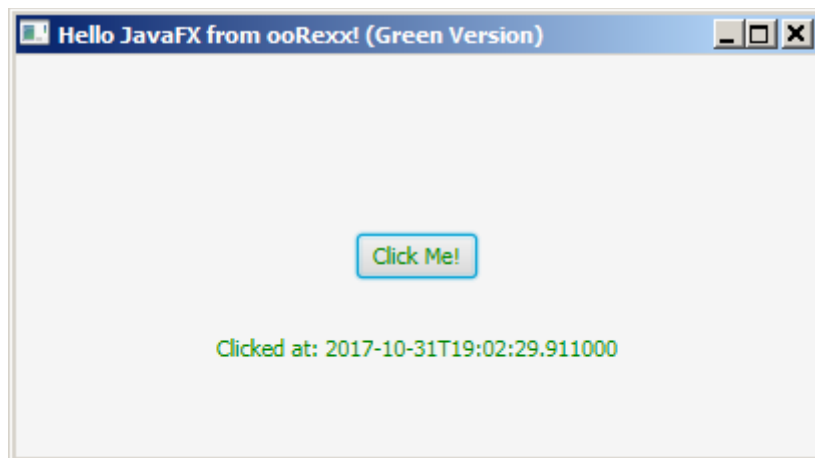 Hello JavaFX from ooRexx! (Green Version)
Click Me!
Clicked at: 2017-10-31T19:02:29.911000